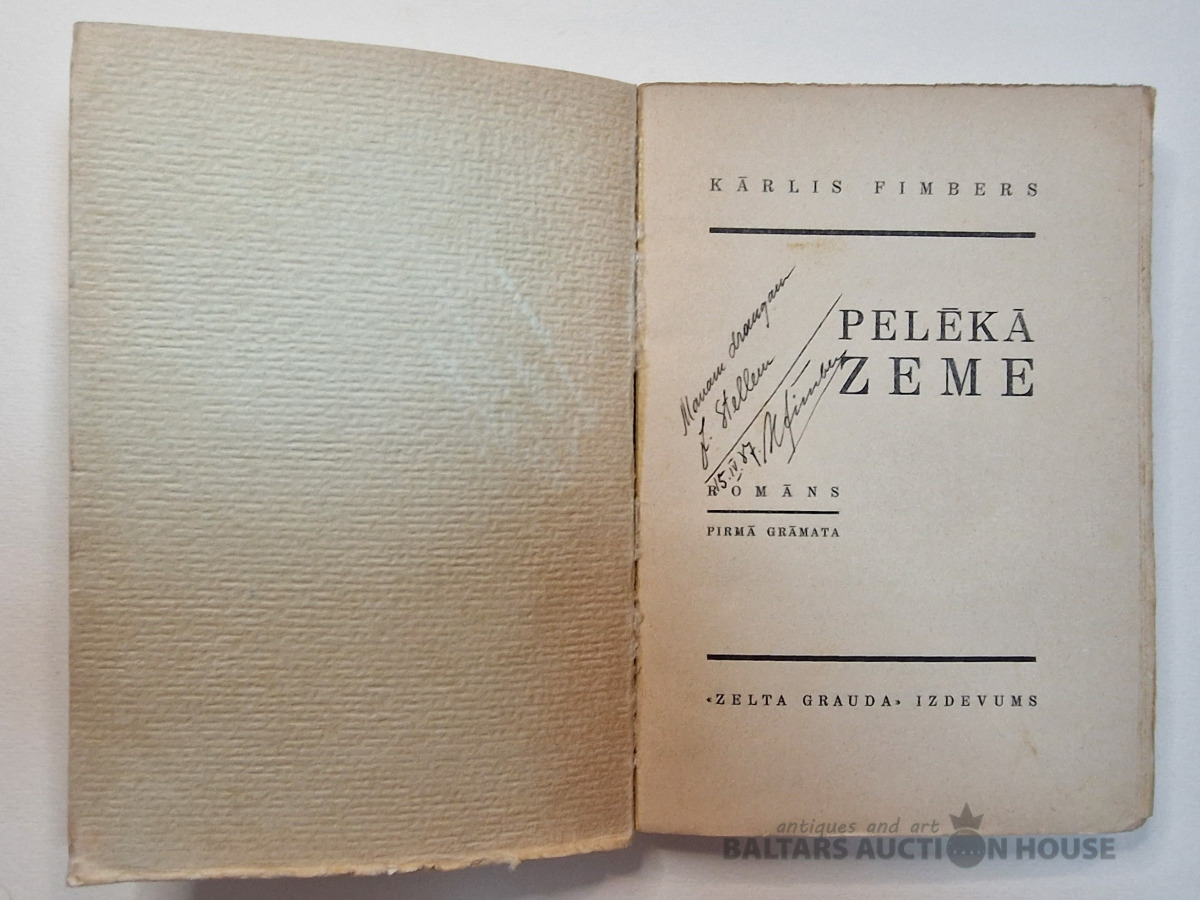 KĀRLIS FIMBERS
PELĒKĀ
ZEME
Manam draugam
J. Stellem
15.IV.37. KFimbers
ROMĀNS
PIRMĀ GRĀMATA
«ZELTA GRAUDA» IZDEVUMS
antiques and art
BALTARS AUCTION HOUSE